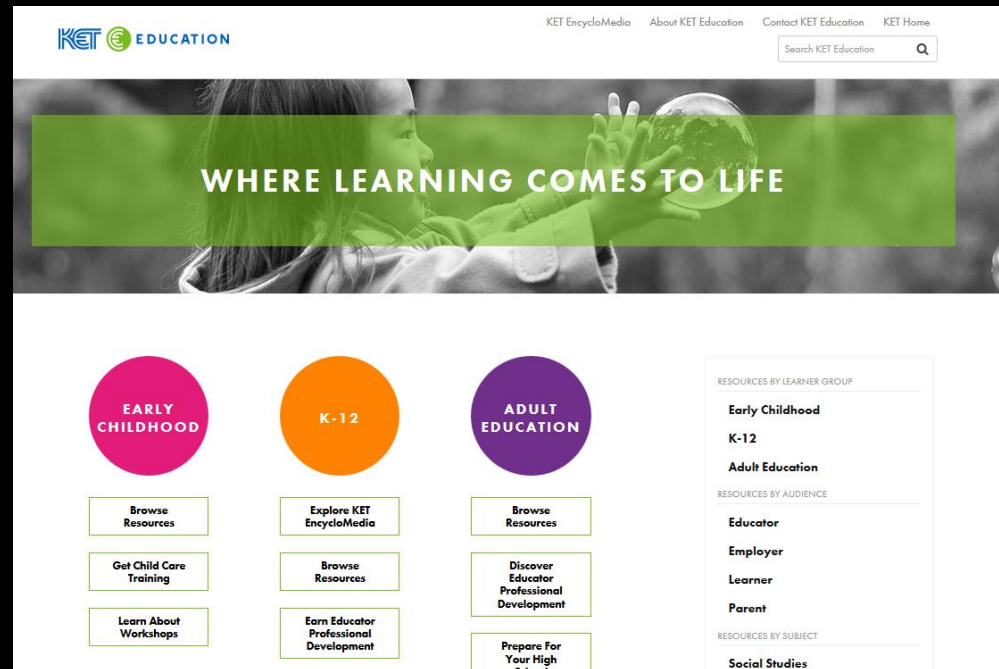 KET EDUCATION
KET EncycloMedia About KET Education Contact KET Education KET Home
Search KET Education
WHERE LEARNING COMES TO LIFE
EARLY
CHILDHOOD
Browse
Resources
Get Child Care
Training
Learn About
Workshops
K-12
Explore KET
EncycloMedia
Browse
Resources
Earn Educator
Professional
Development
ADULT
EDUCATION
Browse
Resources
Discover
Educator
Professional
Development
Prepare For
Your High
RESOURCES BY LEARNER GROUP
Early Childhood
K-12
Adult Education
RESOURCES BY AUDIENCE
Educator
Employer
Learner
Parent
RESOURCES BY SUBJECT
Social Studies